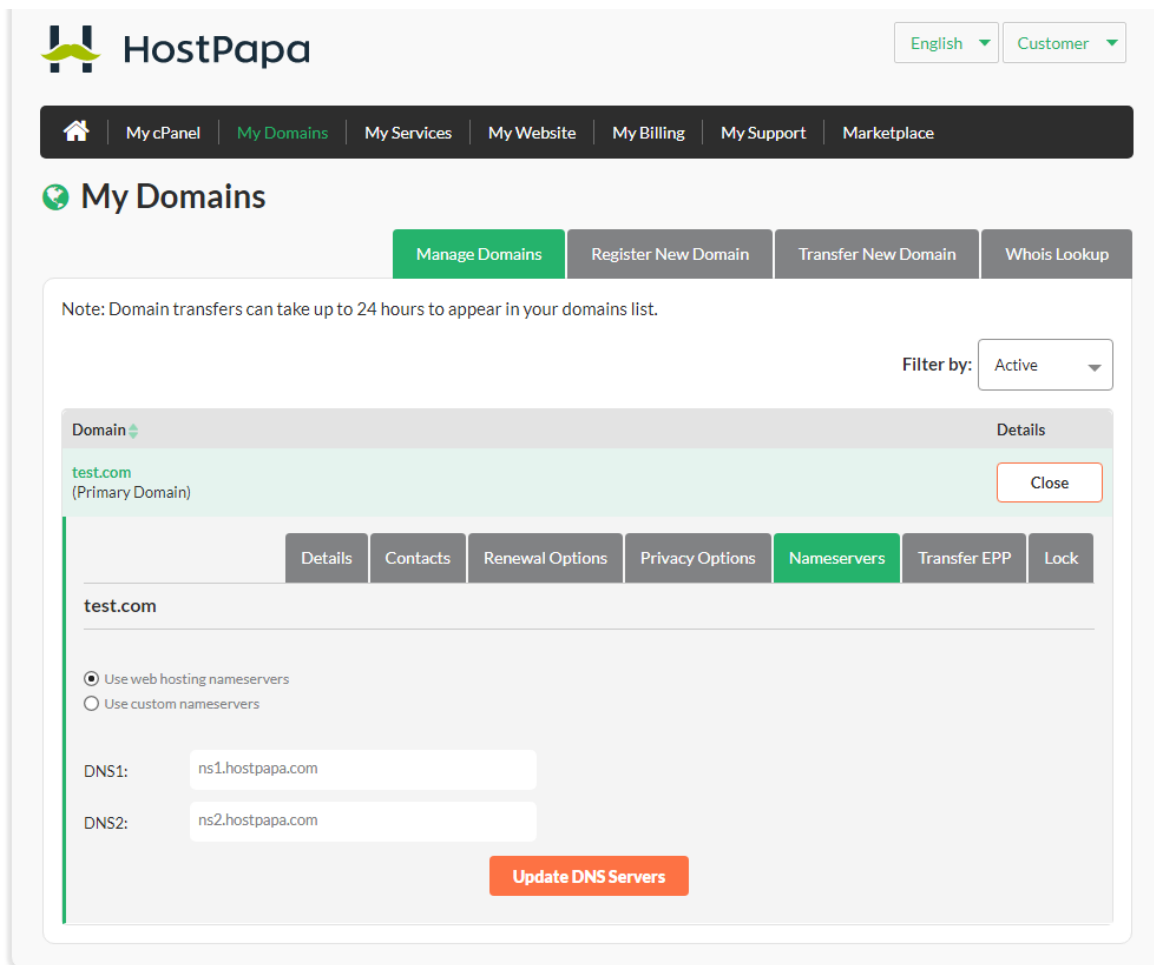 HostPapa
English Customer
My cPanel My Domains My Services My Website My Billing My Support Marketplace
My Domains
Manage Domains Register New Domain Transfer New Domain Whois Lookup
Note: Domain transfers can take up to 24 hours to appear in your domains list.
Filter by: Active
Domain Details
test.com
(Primary Domain)
Close
Details Contacts Renewal Options Privacy Options Nameservers Transfer EPP Lock
test.com
Use web hosting nameservers
Use custom nameservers
DNS1: ns1.hostpapa.com
DNS2: ns2.hostpapa.com
Update DNS Servers